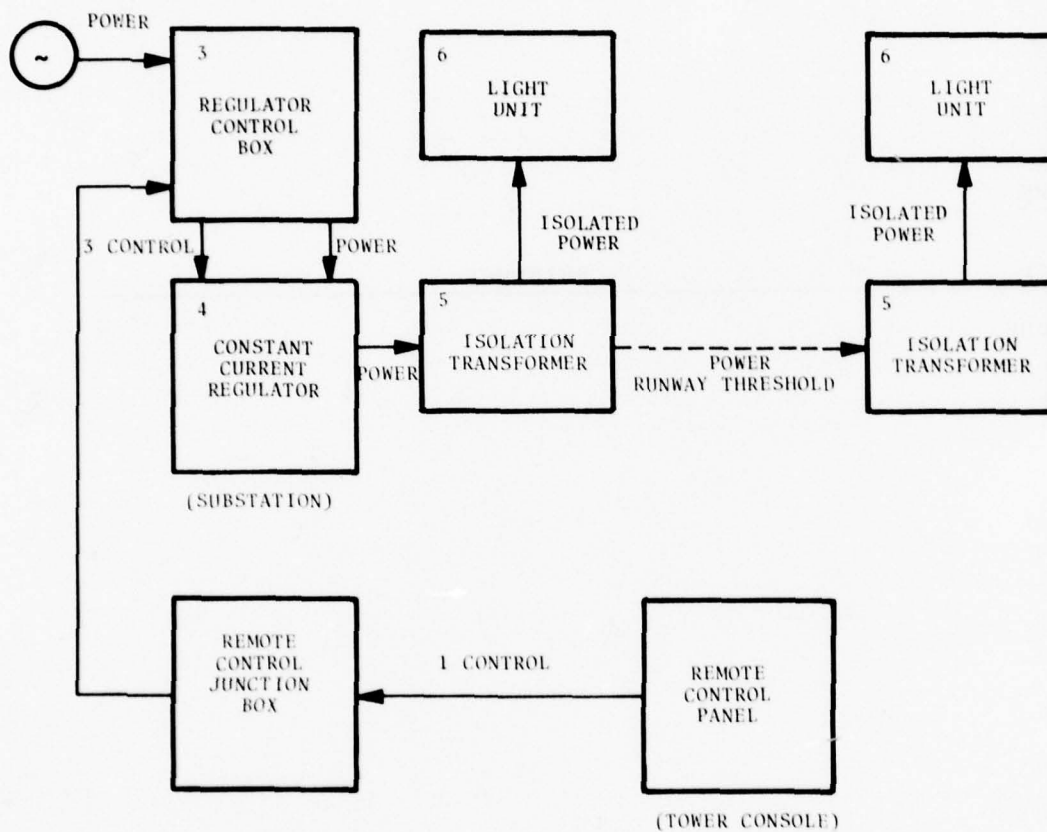 POWER
~
3
REGULATOR
CONTROL
BOX
6
LIGHT
UNIT
6
LIGHT
UNIT
3 CONTROL
POWER
ISOLATED
POWER
ISOLATED
POWER
4
CONSTANT
CURRENT
REGULATOR
POWER
5
ISOLATION
TRANSFORMER
POWER
RUNWAY THRESHOLD
5
ISOLATION
TRANSFORMER
(SUBSTATION)
REMOTE
CONTROL
JUNCTION
BOX
1 CONTROL
REMOTE
CONTROL
PANEL
(TOWER CONSOLE)